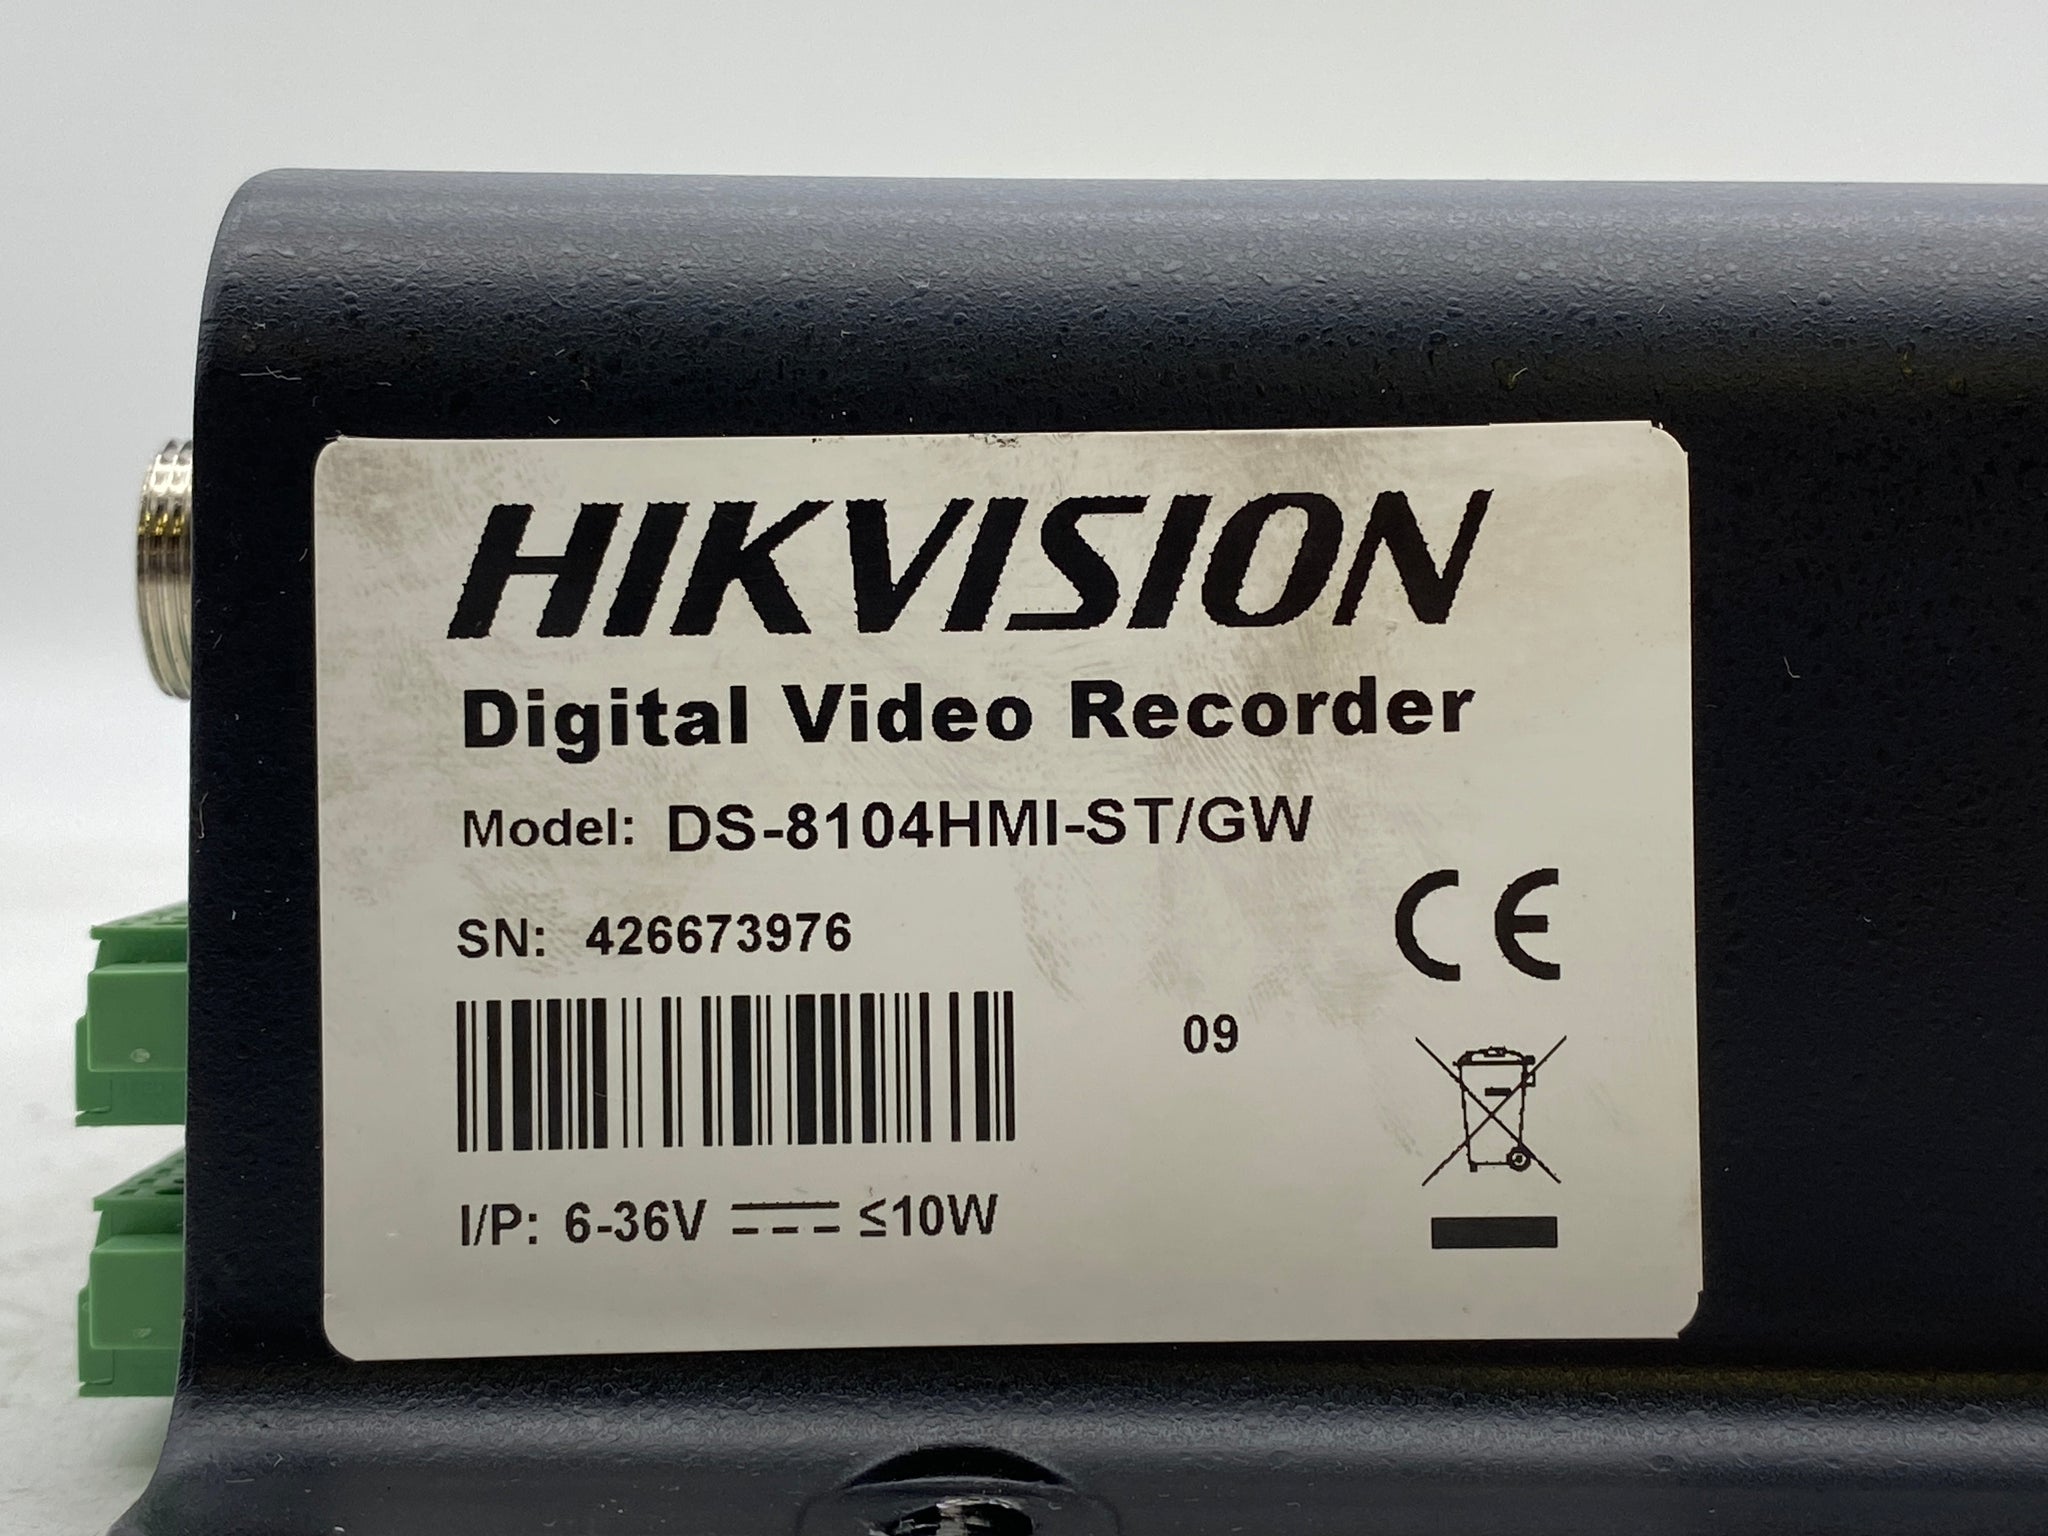 HIKVISION
Digital Video Recorder
Model: DS-8104HMI-ST/GW
SN: 426673976
CE
09
I/P: 6-36V ⎓ ≤10W